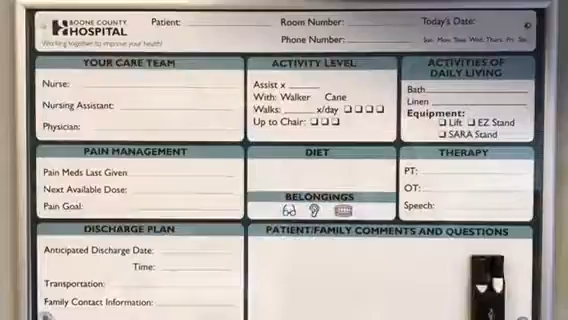 BOONE COUNTY
HOSPITAL
Working together to improve your health!
Patient:
Room Number:
Today's Date:
Phone Number:
Sun. Mon. Tues. Wed. Thurs. Fri. Sat.
YOUR CARE TEAM
Nurse:
Nursing Assistant:
Physician:
ACTIVITY LEVEL
Assist x
With: Walker Cane
Walks: x/day ❑ ❑ ❑ ❑
Up to Chair: ❑ ❑ ❑
ACTIVITIES OF
DAILY LIVING
Bath
Linen
Equipment:
❑ Lift ❑ EZ Stand
❑ SARA Stand
PAIN MANAGEMENT
Pain Meds Last Given
Next Available Dose:
Pain Goal:
DIET
BELONGINGS
THERAPY
PT:
OT:
Speech:
DISCHARGE PLAN
Anticipated Discharge Date:
Time:
Transportation:
Family Contact Information:
PATIENT/FAMILY COMMENTS AND QUESTIONS